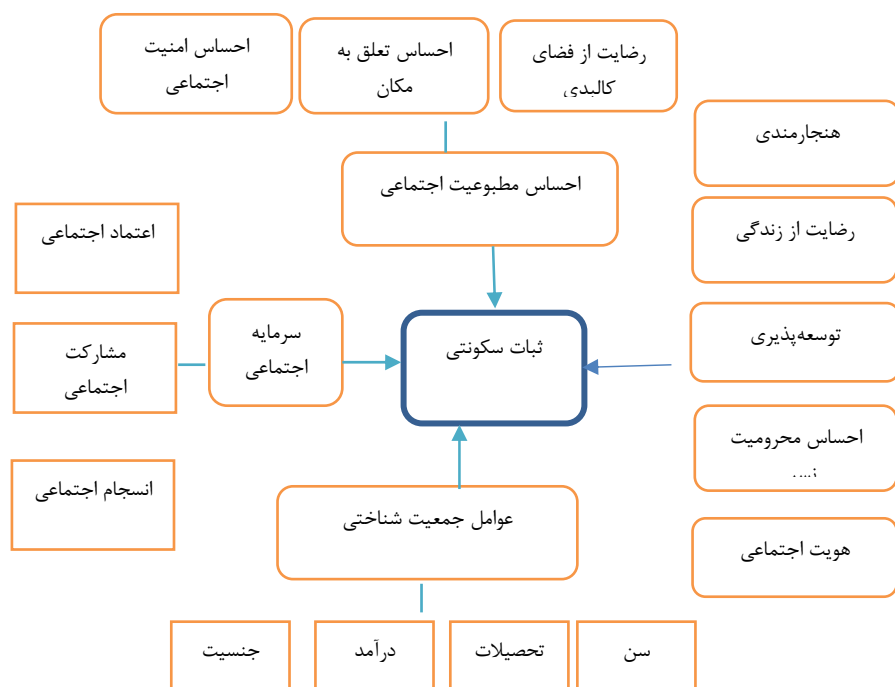 رضایت از فضای
کالبدی
احساس تعلق به
مکان
احساس امنیت
اجتماعی
احساس مطبوعیت اجتماعی
هنجارمندی
رضایت از زندگی
توسعه‌پذیری
احساس محرومیت
هویت اجتماعی
ثبات سکونتی
سرمایه
اجتماعی
اعتماد اجتماعی
مشارکت
اجتماعی
انسجام اجتماعی
عوامل جمعیت شناختی
سن
تحصیلات
درآمد
جنسیت